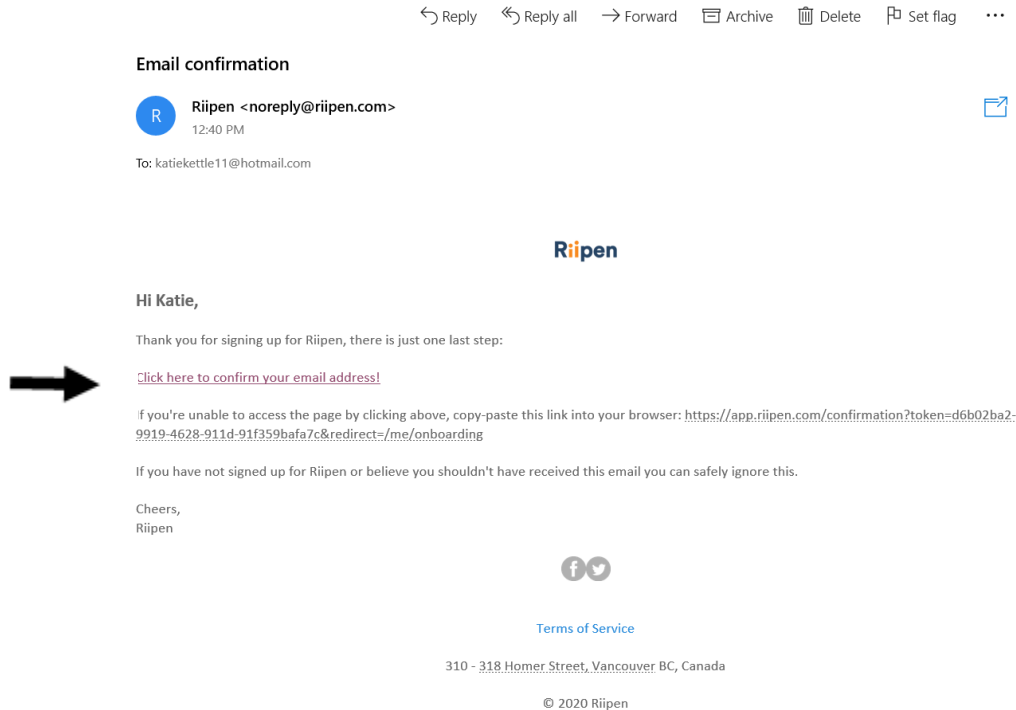 Reply Reply all Forward Archive Delete Set flag ...
Email confirmation
R
Riipen <noreply@riipen.com>
12:40 PM
To: katiekettle11@hotmail.com
Riipen
Hi Katie,
Thank you for signing up for Riipen, there is just one last step:
Click here to confirm your email address!
If you're unable to access the page by clicking above, copy-paste this link into your browser: https://app.riipen.com/confirmation?token=d6b02ba2-
9919-4628-911d-91f359bafa7c&redirect=/me/onboarding
If you have not signed up for Riipen or believe you shouldn't have received this email you can safely ignore this.
Cheers,
Riipen
Terms of Service
310 - 318 Homer Street, Vancouver BC, Canada
© 2020 Riipen